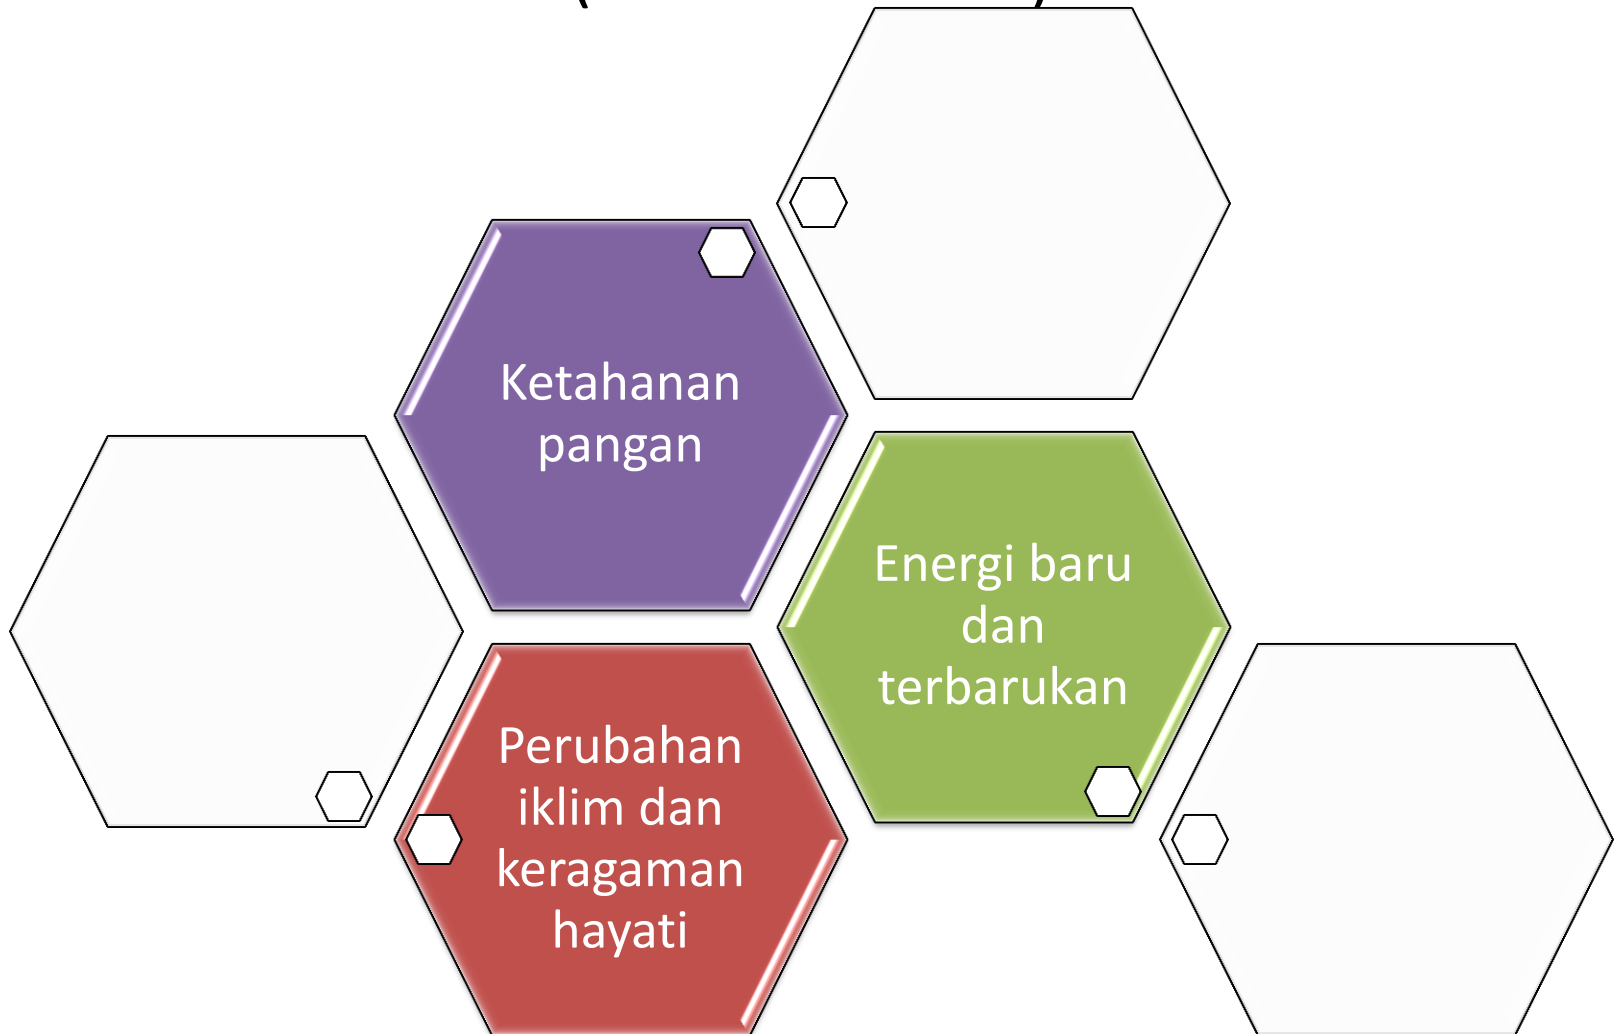 Ketahanan
pangan
Energi baru
dan
terbarukan
Perubahan
iklim dan
keragaman
hayati